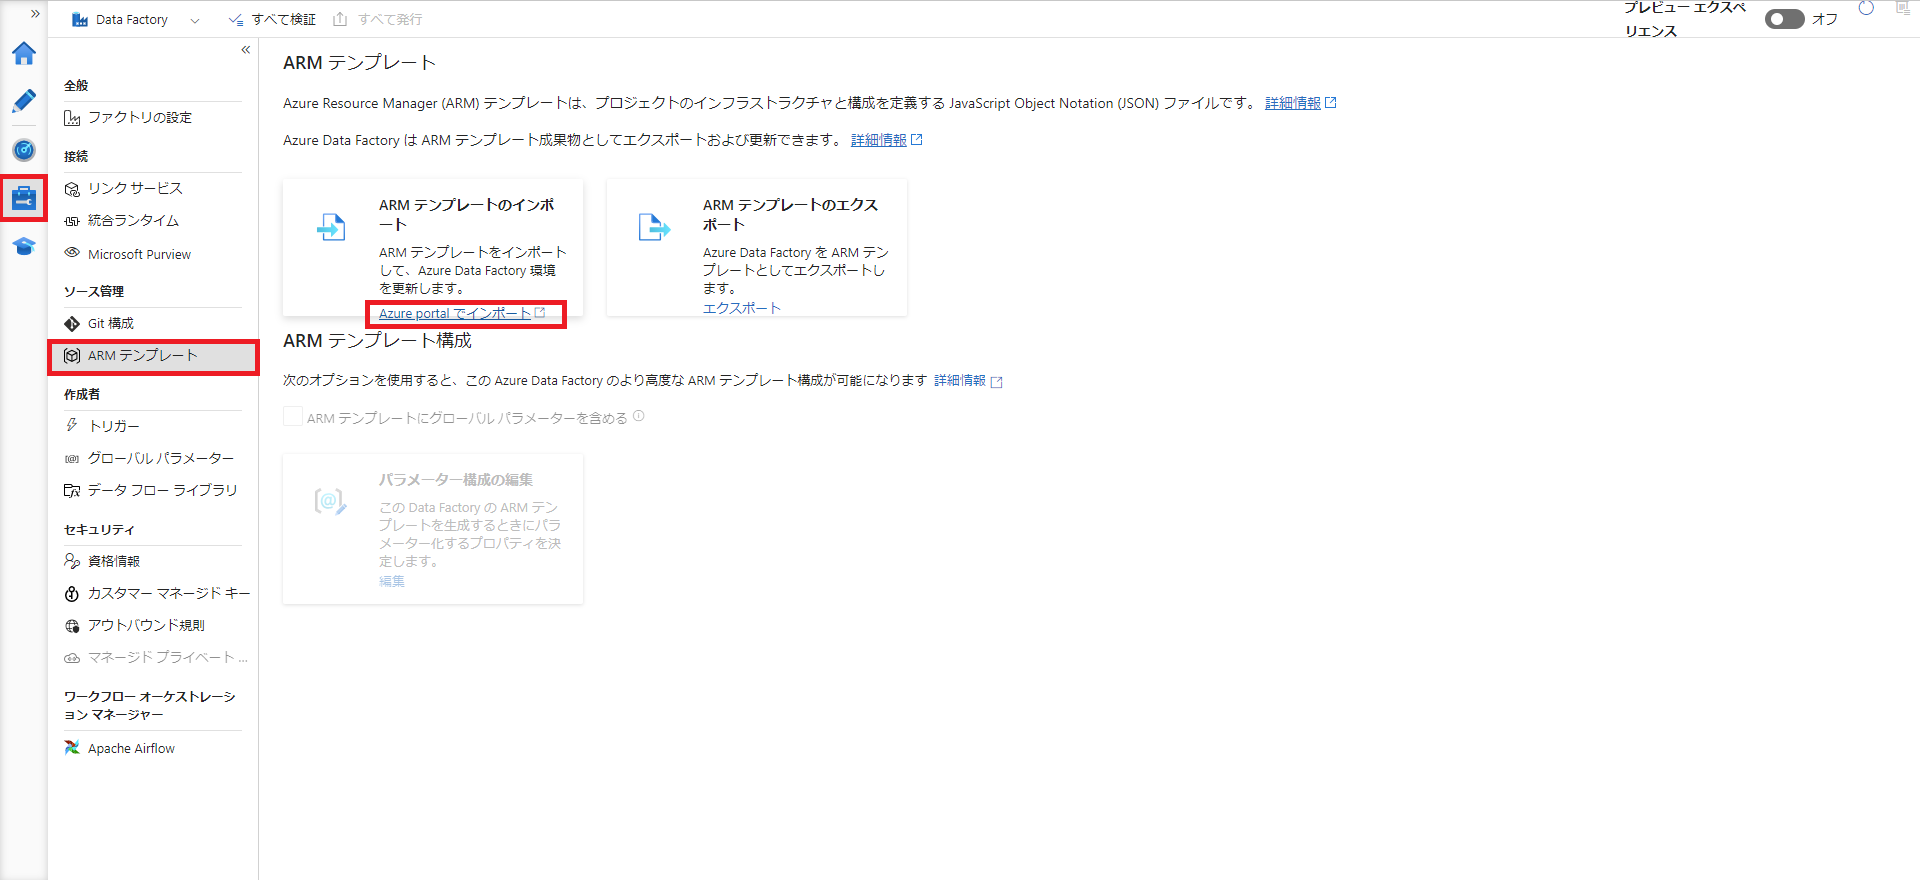 Data Factory
すべて検証
すべて発行
プレビュー エクスペ
リエンス
オフ
全般
ファクトリの設定
接続
リンク サービス
統合ランタイム
Microsoft Purview
ソース管理
Git 構成
ARM テンプレート
作成者
トリガー
グローバル パラメーター
データ フロー ライブラリ
セキュリティ
資格情報
カスタマー マネージド キー
アウトバウンド規則
マネージド プライベート ...
ワークフロー オーケストレーシ
ョン マネージャー
Apache Airflow
ARM テンプレート
Azure Resource Manager (ARM) テンプレートは、プロジェクトのインフラストラクチャと構成を定義する JavaScript Object Notation (JSON) ファイルです。 詳細情報
Azure Data Factory は ARM テンプレート成果物としてエクスポートおよび更新できます。 詳細情報
ARM テンプレートのインポ
ート
ARM テンプレートをインポート
して、Azure Data Factory 環境
を更新します。
Azure portal でインポート
ARM テンプレートのエクス
ポート
Azure Data Factory を ARM テン
プレートとしてエクスポートし
ます。
エクスポート
ARM テンプレート構成
次のオプションを使用すると、この Azure Data Factory のより高度な ARM テンプレート構成が可能になります 詳細情報
ARM テンプレートにグローバル パラメーターを含める
パラメーター構成の編集
この Data Factory の ARM テン
プレートを生成するときにパラ
メーター化するプロパティを決
定します。
編集